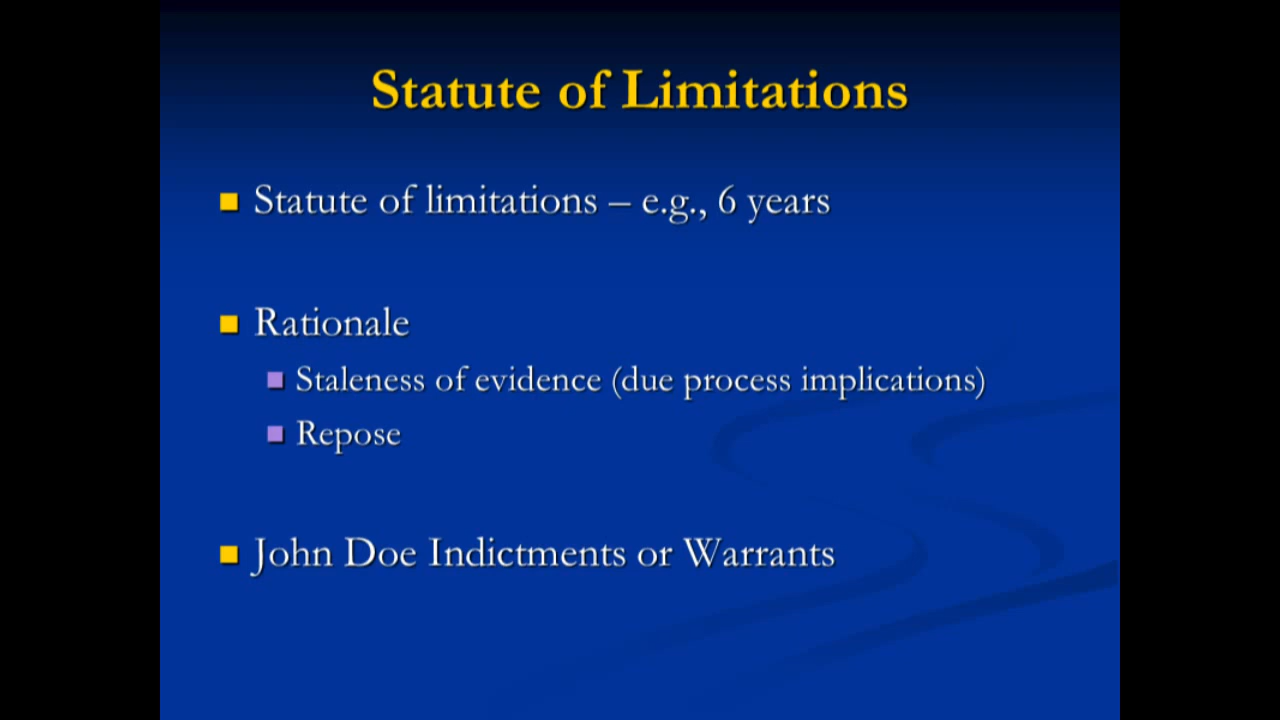 Statute of Limitations
Statute of limitations – e.g., 6 years
Rationale
Staleness of evidence (due process implications)
Repose
John Doe Indictments or Warrants